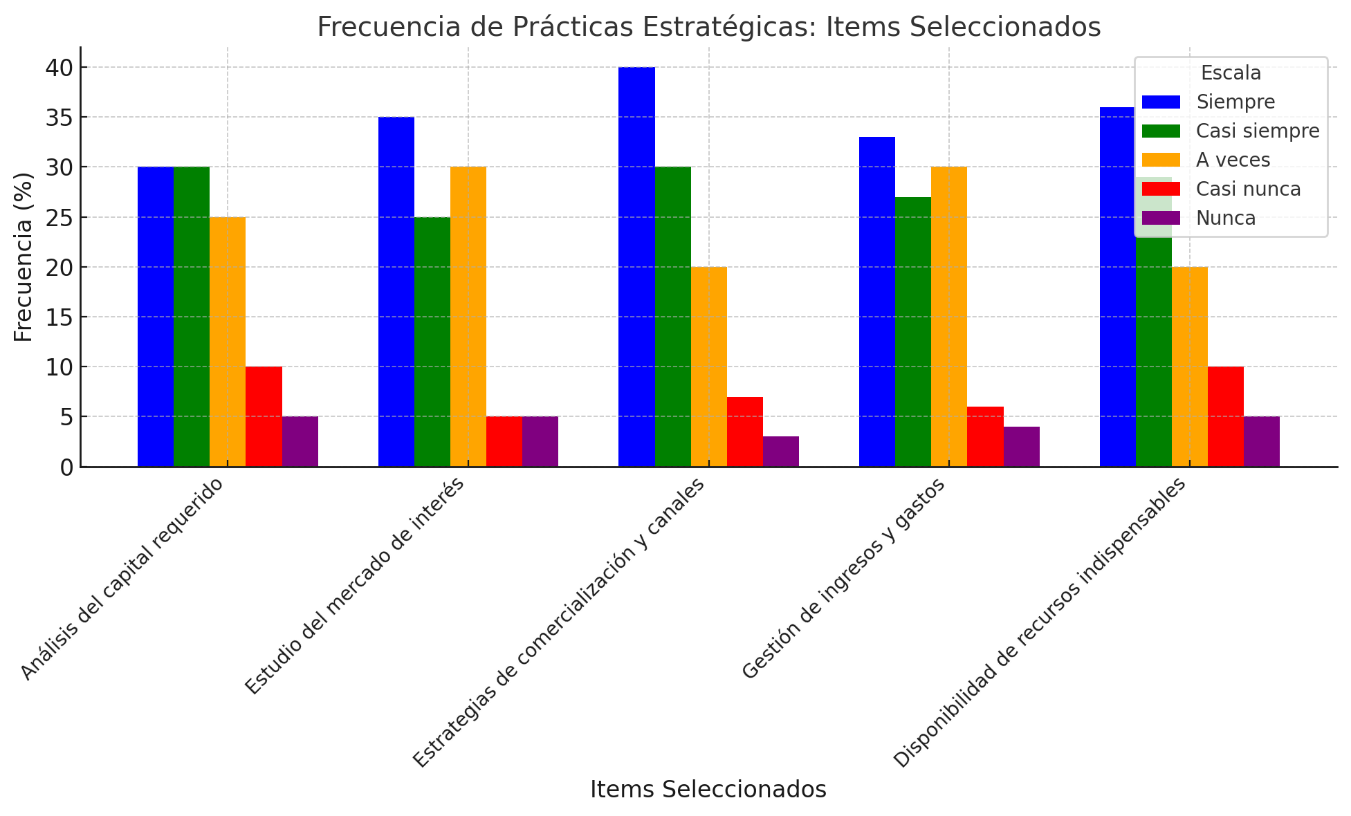 Frecuencia de Prácticas Estratégicas: Items Seleccionados
Frecuencia (%)
40
35
30
25
20
15
10
5
0
Escala
Siempre
Casi siempre
A veces
Casi nunca
Nunca
Análisis del capital requerido
Estudio del mercado de interés
Estrategias de comercialización y canales
Gestión de ingresos y gastos
Disponibilidad de recursos indispensables
Items Seleccionados